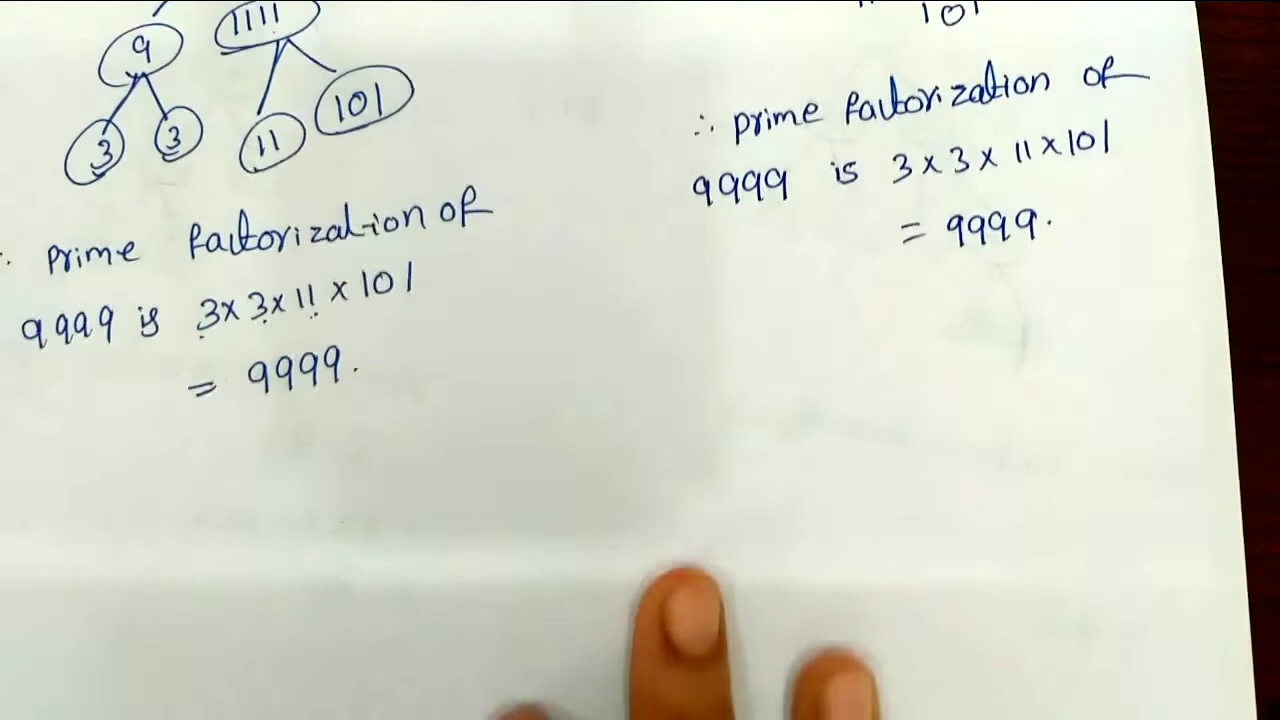 9 1111
3 3 11 101
∴ prime factorization of
9999 is 3 x 3 x 11 x 101
= 9999.
101
∴ prime factorization of
9999 is 3 x 3 x 11 x 101
= 9999.